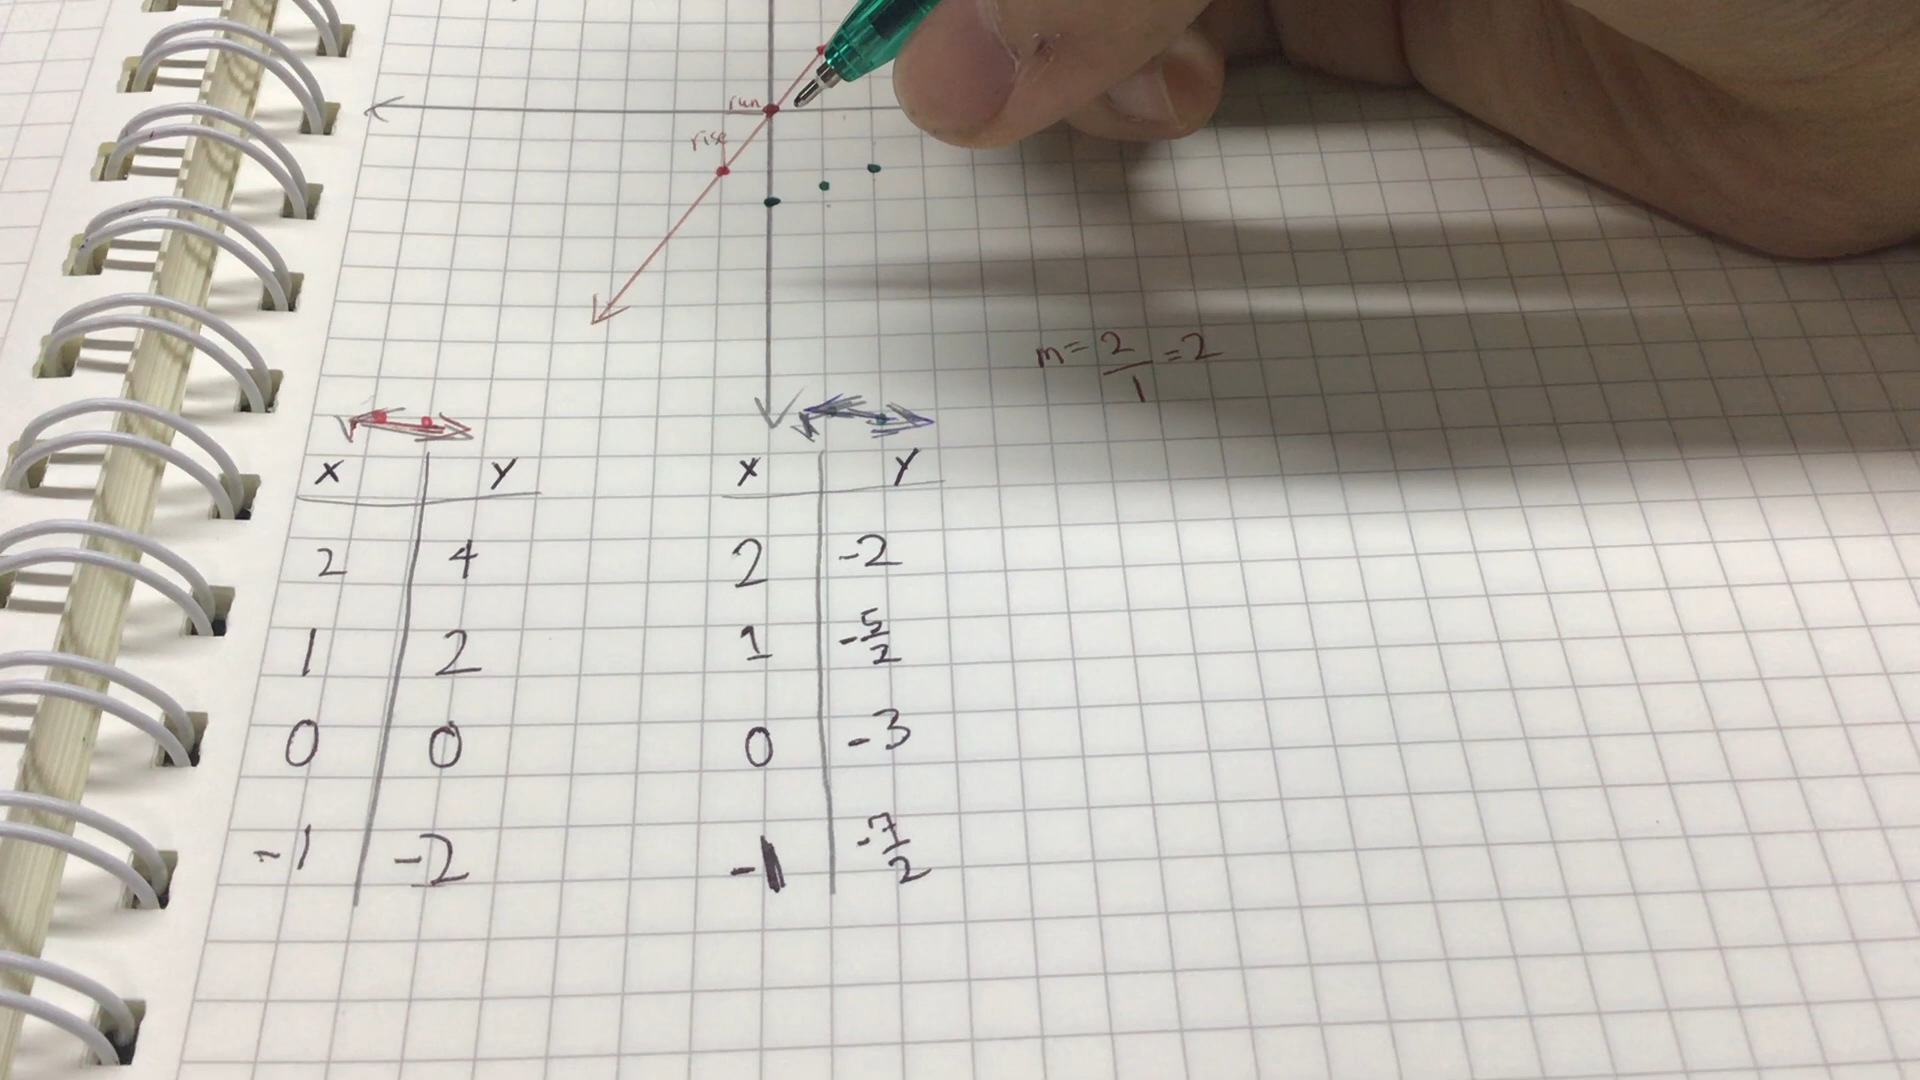 run
rise
m = 2/1 = 2
x y
2 4
1 2
0 0
-1 -2
x y
2 -2
1 -5/2
0 -3
-1 -7/2